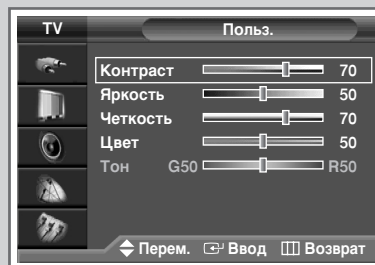 TV Польз.
Контраст 70
Яркость 50
Четкость 70
Цвет 50
Тон G50 R50
Перем. Ввод Возврат